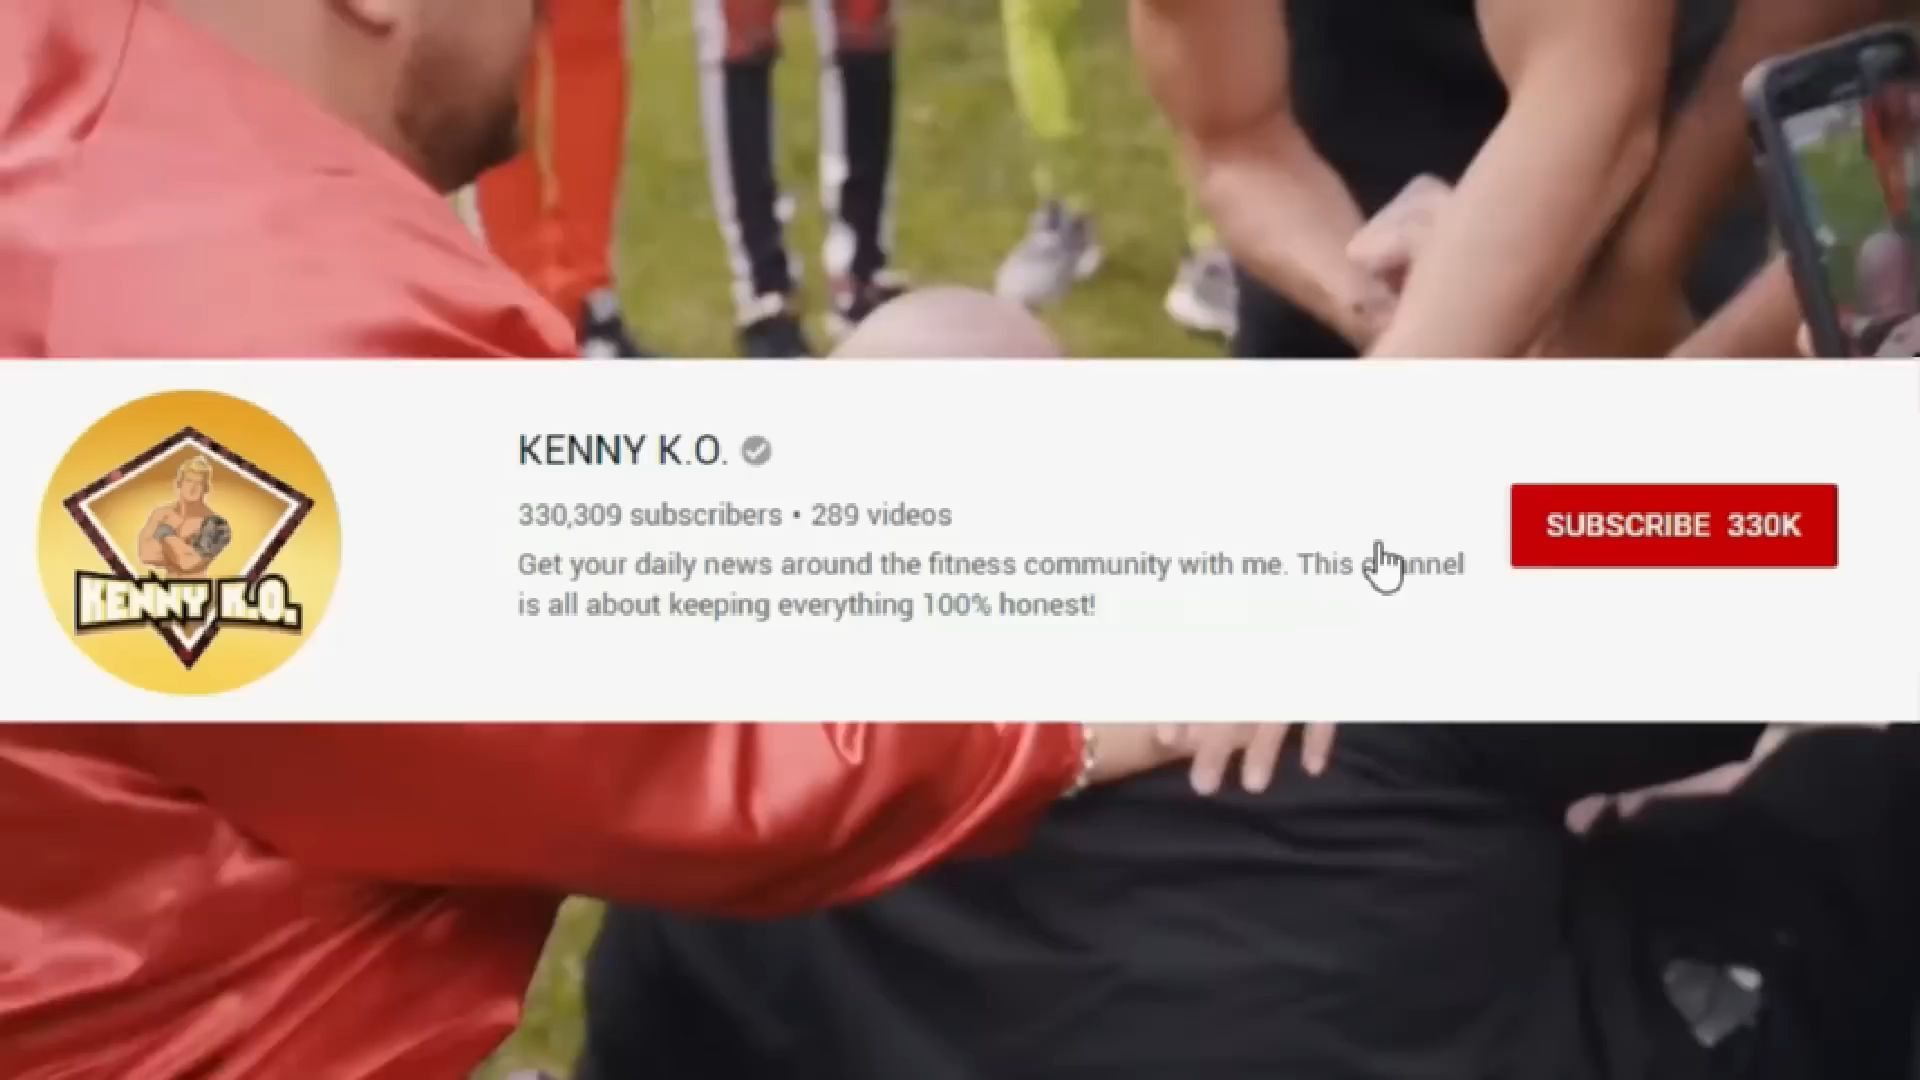 KENNY K.O.
330,309 subscribers • 289 videos
Get your daily news around the fitness community with me. This channel
is all about keeping everything 100% honest!
SUBSCRIBE 330K
KENNY K.O.